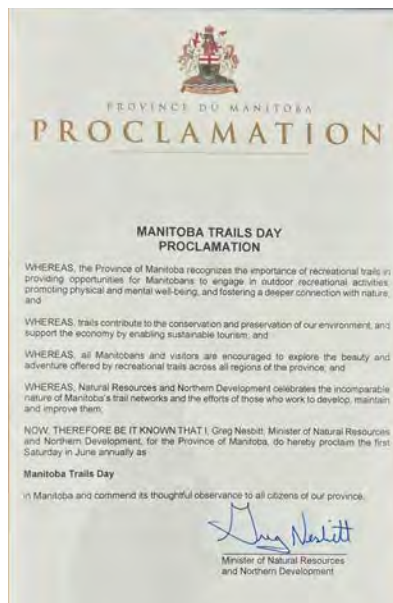 PROVINCE DU MANITOBA
PROCLAMATION
MANITOBA TRAILS DAY
PROCLAMATION
WHEREAS, the Province of Manitoba recognizes the importance of recreational trails in
providing opportunities for Manitobans to engage in outdoor recreational activities,
promoting physical and mental well-being, and fostering a deeper connection with nature;
and
WHEREAS, trails contribute to the conservation and preservation of our environment, and
support the economy by enabling sustainable tourism; and
WHEREAS, all Manitobans and visitors are encouraged to explore the beauty and
adventure offered by recreational trails across all regions of the province; and
WHEREAS, Natural Resources and Northern Development celebrates the incomparable
nature of Manitoba's trail networks and the efforts of those who work to develop, maintain
and improve them;
NOW, THEREFORE BE IT KNOWN THAT I, Greg Nesbitt, Minister of Natural Resources
and Northern Development, for the Province of Manitoba, do hereby proclaim the first
Saturday in June annually as
Manitoba Trails Day
in Manitoba and commend its thoughtful observance to all citizens of our province.
Greg Nesbitt
Minister of Natural Resources
and Northern Development